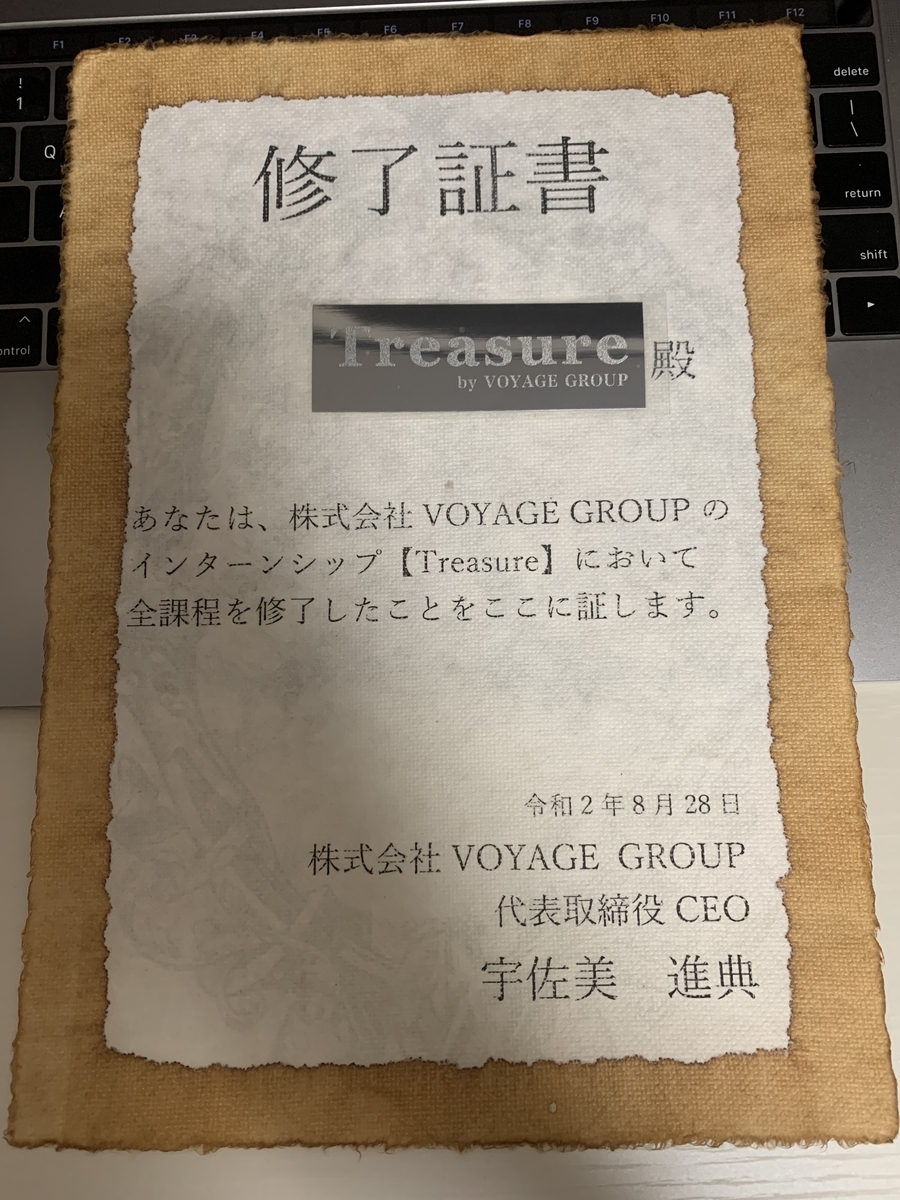 F1 F2 F3 F4 F5 F6 F7 F8 F9 F10 F11 F12
!
1
delete
|
\
Q
return
A
shift
control
修了証書
Treasure
by VOYAGE GROUP
殿
あなたは、株式会社 VOYAGE GROUP の
インターンシップ【Treasure】において
全課程を修了したことをここに証します。
令和 2 年 8 月 28 日
株式会社 VOYAGE GROUP
代表取締役 CEO
宇佐美 進典